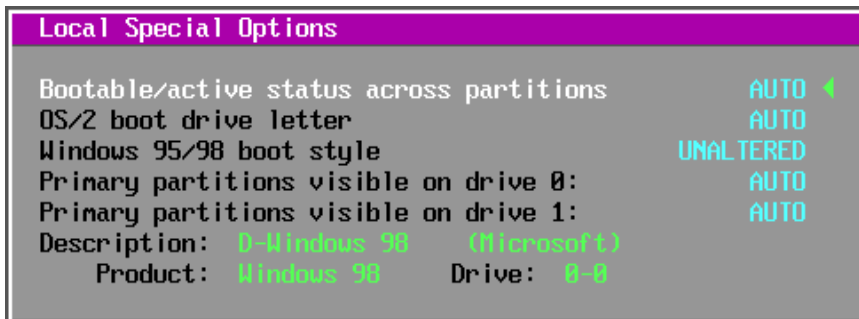 Local Special Options
Bootable/active status across partitions AUTO
OS/2 boot drive letter AUTO
Windows 95/98 boot style UNALTERED
Primary partitions visible on drive 0: AUTO
Primary partitions visible on drive 1: AUTO
Description: D-Windows 98 (Microsoft)
Product: Windows 98 Drive: 0-0